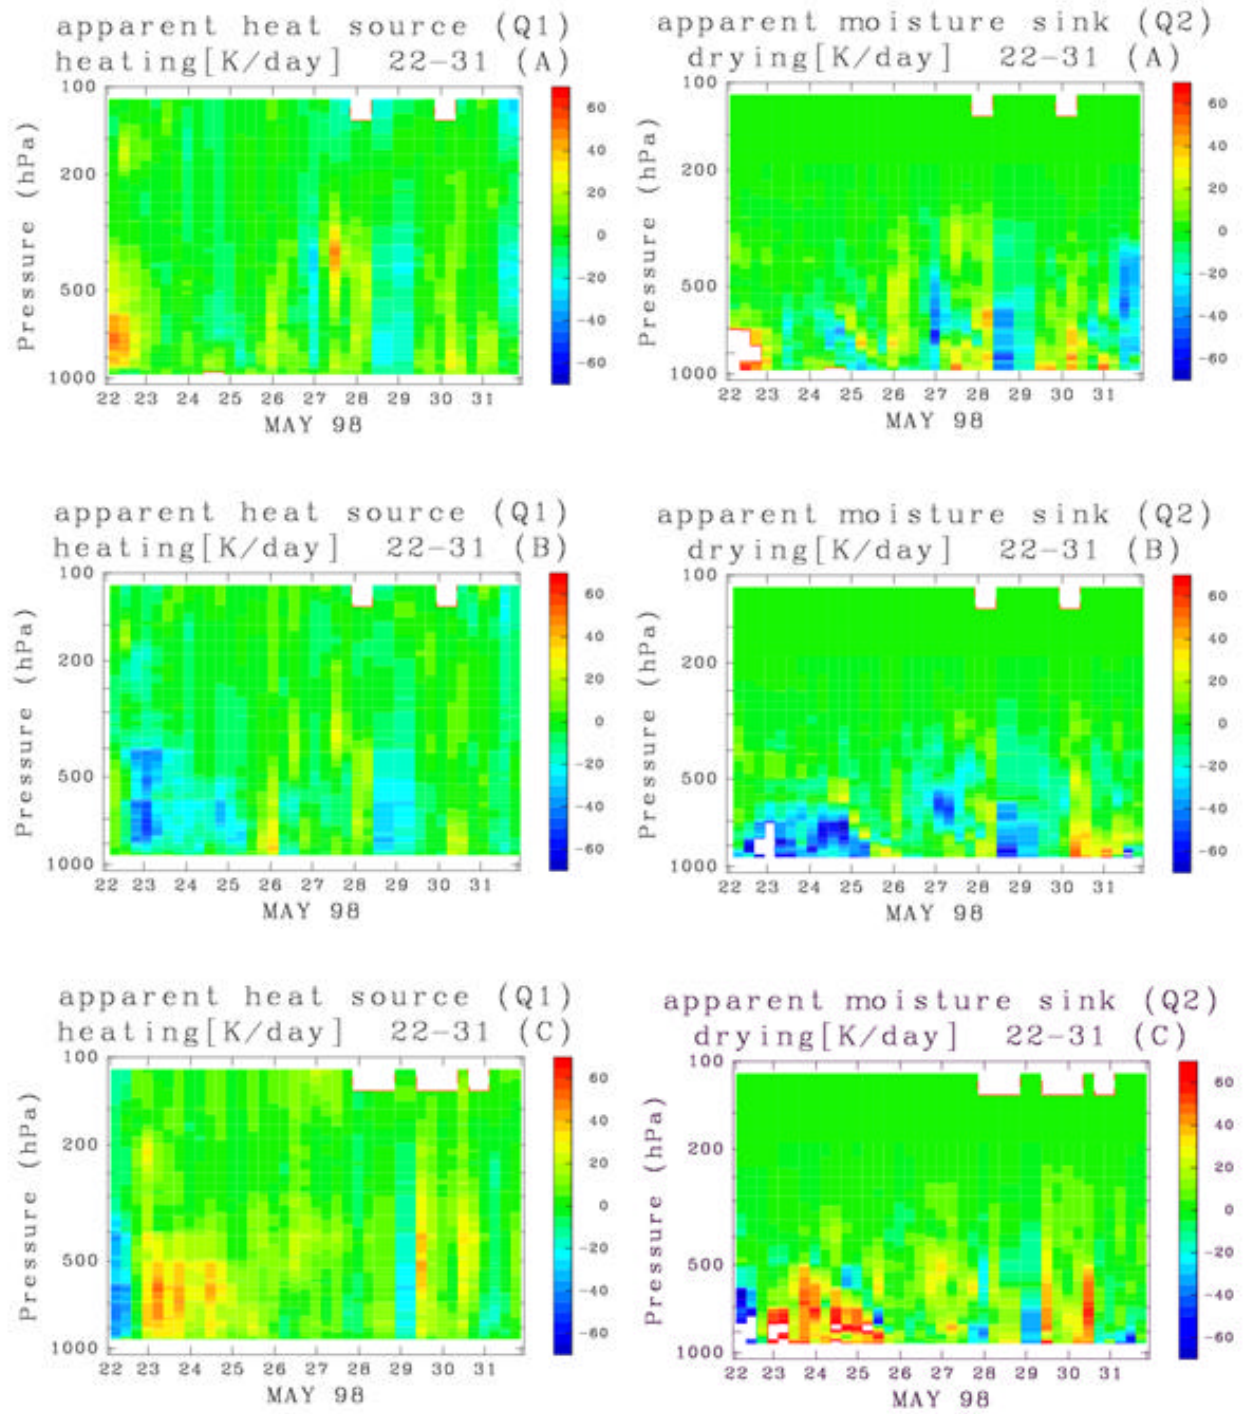 apparent heat source (Q1)
heating[K/day] 22-31 (A)
100
200
500
1000
Pressure (hPa)
22 23 24 25 26 27 28 29 30 31
MAY 98
60
40
20
0
-20
-40
-60
apparent moisture sink (Q2)
drying[K/day] 22-31 (A)
100
200
500
1000
Pressure (hPa)
22 23 24 25 26 27 28 29 30 31
MAY 98
60
40
20
0
-20
-40
-60
apparent heat source (Q1)
heating[K/day] 22-31 (B)
100
200
500
1000
Pressure (hPa)
22 23 24 25 26 27 28 29 30 31
MAY 98
60
40
20
0
-20
-40
-60
apparent moisture sink (Q2)
drying[K/day] 22-31 (B)
100
200
500
1000
Pressure (hPa)
22 23 24 25 26 27 28 29 30 31
MAY 98
60
40
20
0
-20
-40
-60
apparent heat source (Q1)
heating[K/day] 22-31 (C)
100
200
500
1000
Pressure (hPa)
22 23 24 25 26 27 28 29 30 31
MAY 98
60
40
20
0
-20
-40
-60
apparent moisture sink (Q2)
drying[K/day] 22-31 (C)
100
200
500
1000
Pressure (hPa)
22 23 24 25 26 27 28 29 30 31
MAY 98
60
40
20
0
-20
-40
-60